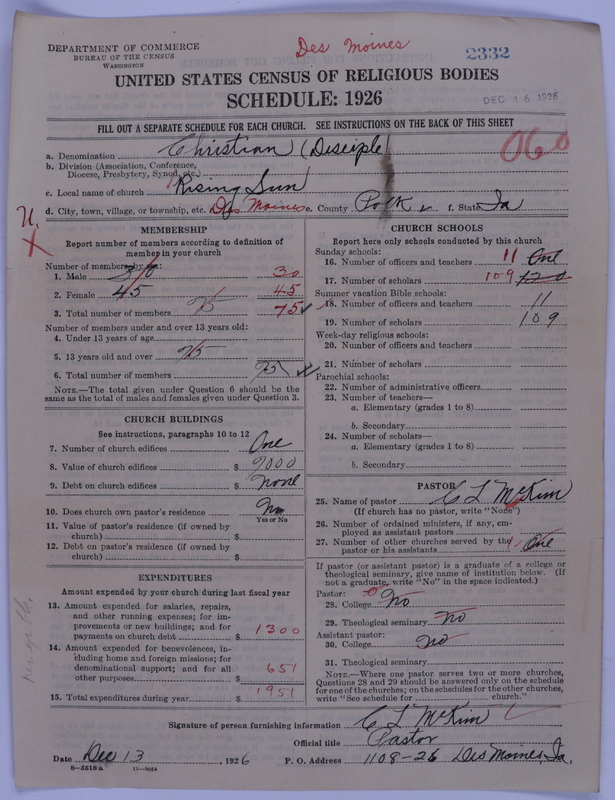 DEPARTMENT OF COMMERCE
BUREAU OF THE CENSUS
WASHINGTON
Des Moines
2332
UNITED STATES CENSUS OF RELIGIOUS BODIES
SCHEDULE: 1926
DEC 16 1926
FILL OUT A SEPARATE SCHEDULE FOR EACH CHURCH. SEE INSTRUCTIONS ON THE BACK OF THIS SHEET
060
a. Denomination Christian (Disciple)
b. Division (Association, Conference, Diocese, Presbytery, Synod, etc.)
c. Local name of church Rising Sun
d. City, town, village, or township, etc. Des Moines e. County Polk f. State Ia
U.
X
MEMBERSHIP
Report number of members according to definition of
member in your church
Number of members by sex:
1. Male 30 30
2. Female 45 45
3. Total number of members 75 75
Number of members under and over 13 years old:
4. Under 13 years of age
5. 13 years old and over 75
6. Total number of members 75
NOTE.—The total given under Question 6 should be
same as the total of males and females given under Question 3.
CHURCH BUILDINGS
See instructions, paragraphs 10 to 12
7. Number of church edifices One
8. Value of church edifices $ 9000
9. Debt on church edifices $ None
10. Does church own pastor's residence No
Yes or No
11. Value of pastor's residence (if owned by
church) $
12. Debt on pastor's residence (if owned by
church) $
EXPENDITURES
Amount expended by your church during last fiscal year
13. Amount expended for salaries, repairs,
and other running expenses; for im-
provements or new buildings; and for
payments on church debt $ 1300
14. Amount expended for benevolences, in-
cluding home and foreign missions; for
denominational support; and for all
other purposes $ 651
15. Total expenditures during year $ 1951
CHURCH SCHOOLS
Report here only schools conducted by this church
Sunday schools:
16. Number of officers and teachers 11 One
17. Number of scholars 109 120
Summer vacation Bible schools:
18. Number of officers and teachers 11
19. Number of scholars 109
Week-day religious schools:
20. Number of officers and teachers
21. Number of scholars
Parochial schools:
22. Number of administrative officers
23. Number of teachers—
a. Elementary (grades 1 to 8)
b. Secondary
24. Number of scholars—
a. Elementary (grades 1 to 8)
b. Secondary
PASTOR
25. Name of pastor C L McKim
(If church has no pastor, write "None")
26. Number of ordained ministers, if any, em-
ployed as assistant pastors
27. Number of other churches served by the
pastor or his assistants 1 One
If pastor (or assistant pastor) is a graduate of a college or
theological seminary, give name of institution below. (If
not a graduate, write "No" in the space indicated.)
Pastor:
28. College 0 No
29. Theological seminary No
Assistant pastor:
30. College No
31. Theological seminary
NOTE.—Where one pastor serves two or more churches,
Questions 28 and 29 should be answered only on the schedule
for one of the churches; on the schedules for the other churches,
write "See schedule for church."
Signature of person furnishing information C L McKim
Official title Pastor
Date Dec 13, 1926 P. O. Address 1108-26 Des Moines, Ia.
8-5518a 11-9684